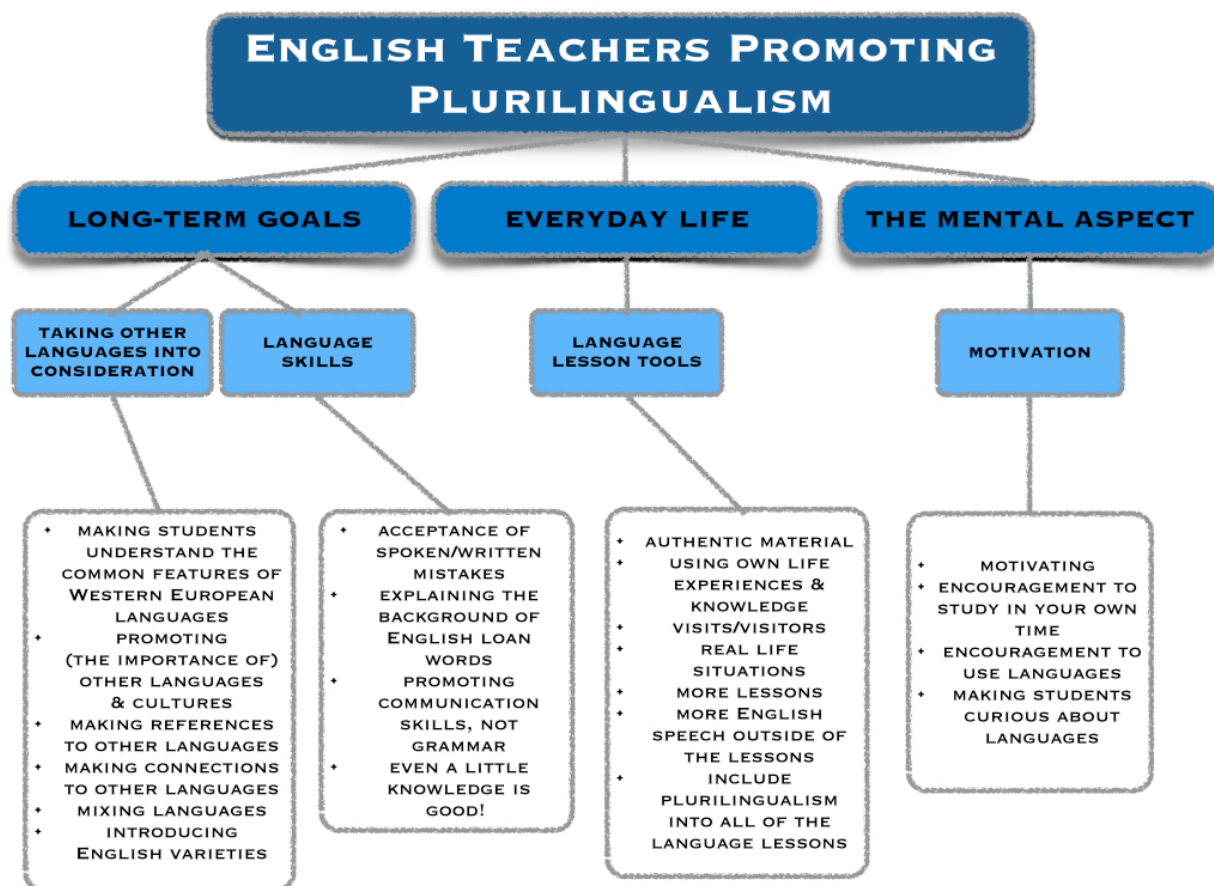 English Teachers Promoting
Plurilingualism
LONG-TERM GOALS
EVERYDAY LIFE
THE MENTAL ASPECT
TAKING OTHER
LANGUAGES INTO
CONSIDERATION
LANGUAGE
SKILLS
LANGUAGE
LESSON TOOLS
MOTIVATION
+ making students
understand the
common features of
Western European
languages
+ promoting
(the importance of)
other languages
& cultures
+ making references
to other languages
+ making connections
to other languages
+ mixing languages
+ introducing
English varieties
+ acceptance of
spoken/written
mistakes
+ explaining the
background of
English loan
words
+ promoting
communication
skills, not
grammar
+ even a little
knowledge is
good!
+ authentic material
+ using own life
experiences &
knowledge
+ visits/visitors
+ real life
situations
+ more lessons
+ more English
speech outside of
the lessons
+ include
plurilingualism
into all of the
language lessons
+ motivating
+ encouragement to
study in your own
time
+ encouragement to
use languages
+ making students
curious about
languages